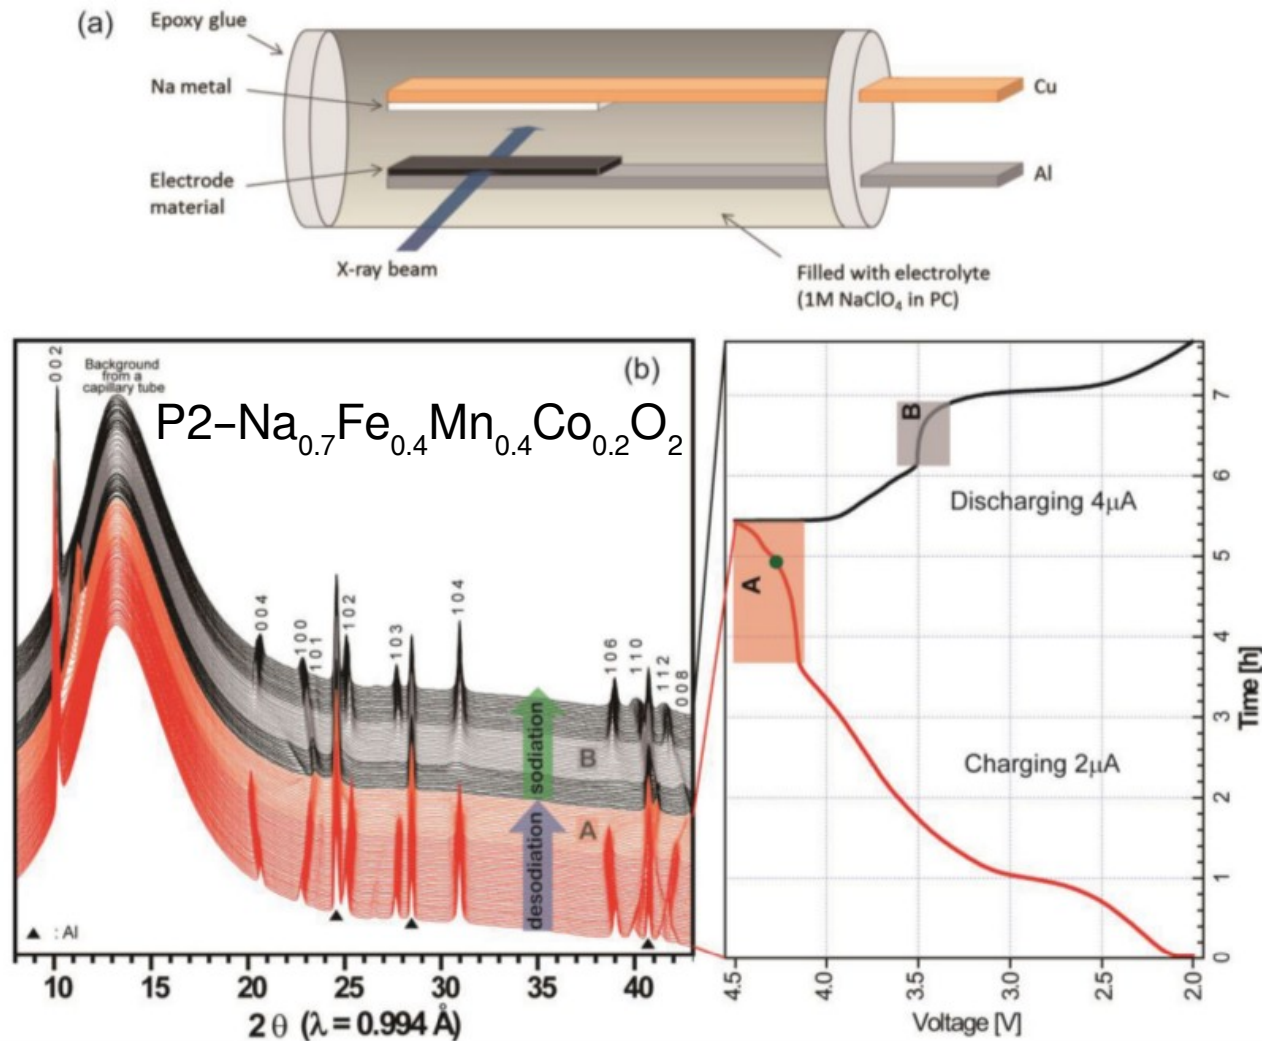 (a)
Epoxy glue
Na metal
Cu
Electrode
material
Al
X-ray beam
Filled with electrolyte
(1M NaClO₄ in PC)
(b)
002
Background
from a
capillary tube
P2–Na₀.₇Fe₀.₄Mn₀.₄Co₀.₂O₂
004
100
101
102
103
104
106
110
112
008
B
sodiation
A
desodiation
▲ : Al
10 15 20 25 30 35 40
2 θ (λ = 0.994 Å)
B
Discharging 4μA
A
Charging 2μA
7
6
5
4
3
2
1
0
Time [h]
4.5 4.0 3.5 3.0 2.5 2.0
Voltage [V]